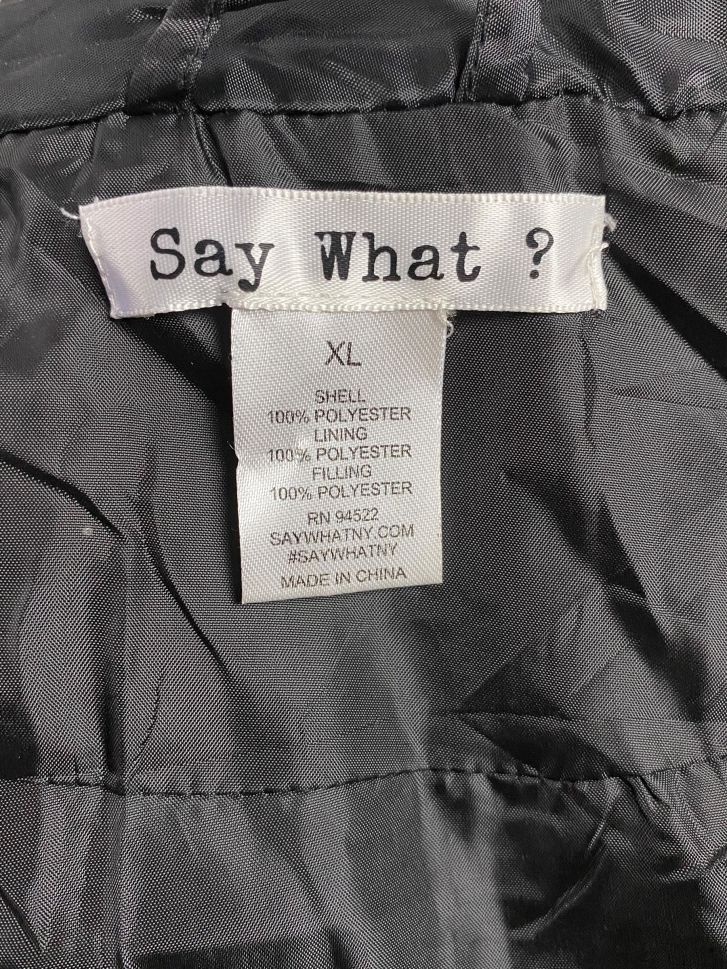 Say What ?
XL
SHELL
100% POLYESTER
LINING
100% POLYESTER
FILLING
100% POLYESTER
RN 94522
SAYWHATNY.COM
#SAYWHATNY
MADE IN CHINA